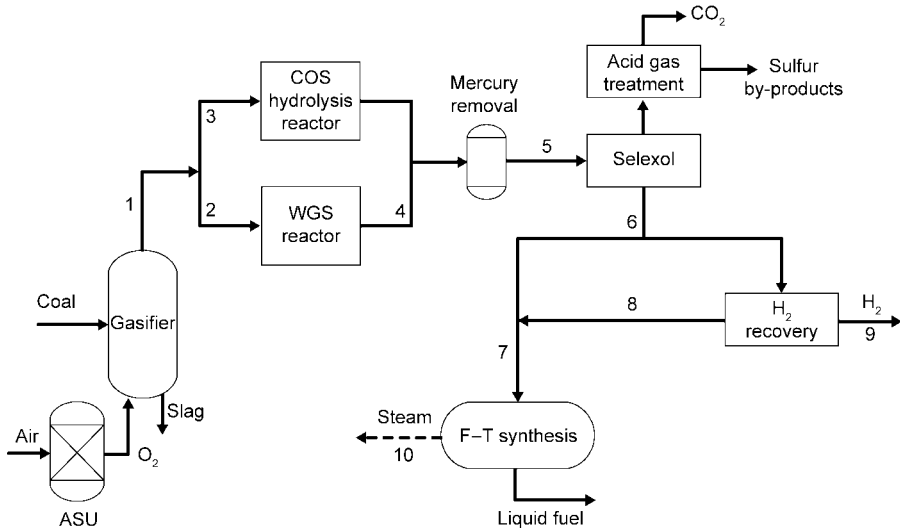 CO2
Acid gas
treatment
Sulfur
by-products
COS
hydrolysis
reactor
Mercury
removal
3
5
Selexol
1
2
WGS
reactor
4
6
Coal
Gasifier
8
H2
recovery
H2
9
7
Slag
Steam
10
F–T synthesis
Air
O2
ASU
Liquid fuel